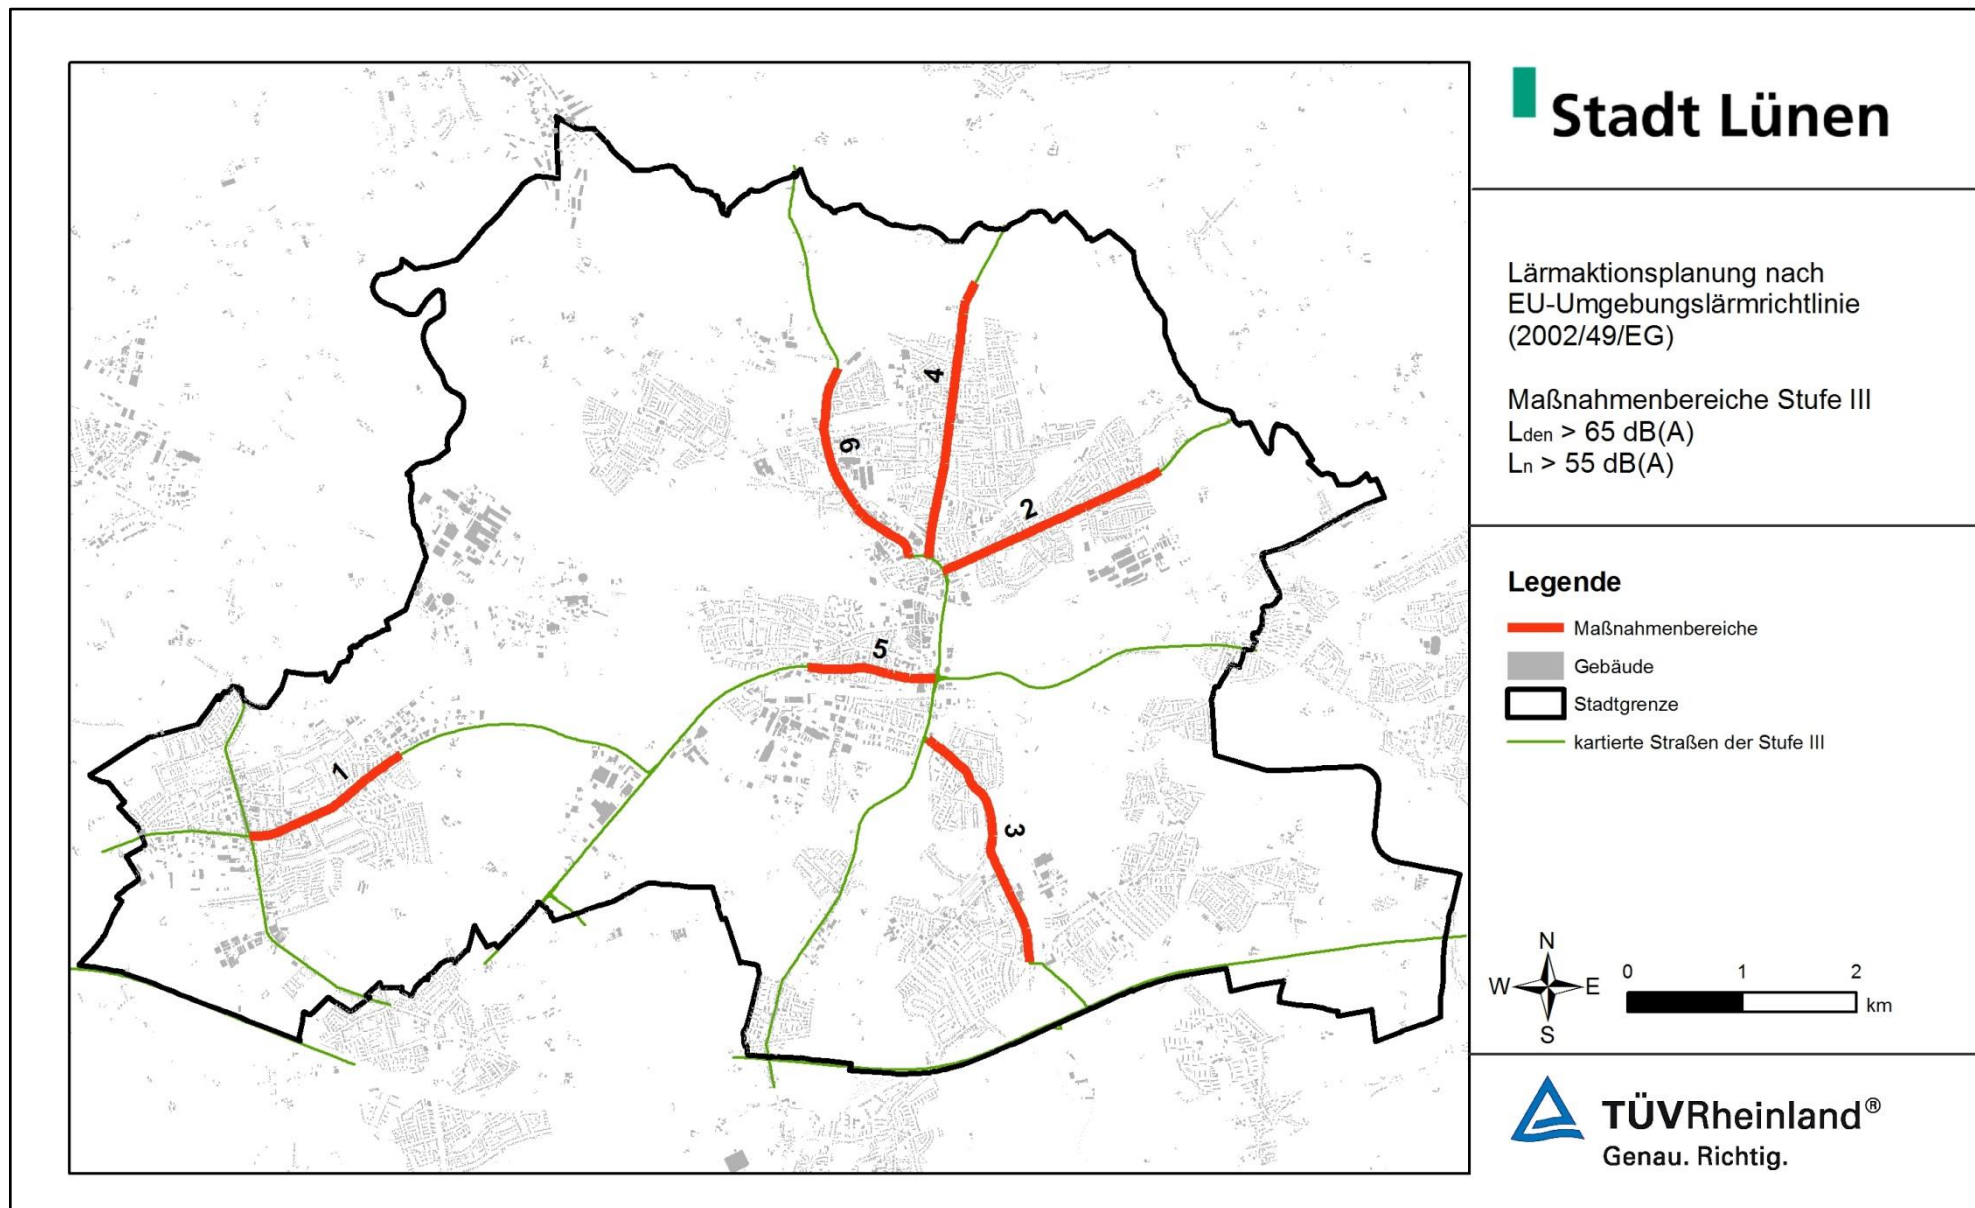 Stadt Lünen
Lärmaktionsplanung nach
EU-Umgebungslärmrichtlinie
(2002/49/EG)
Maßnahmenbereiche Stufe III
Lden > 65 dB(A)
Ln > 55 dB(A)
Legende
Maßnahmenbereiche
Gebäude
Stadtgrenze
kartierte Straßen der Stufe III
N
W E
S
0 1 2
km
TÜVRheinland®
Genau. Richtig.
4
6
2
5
1
3